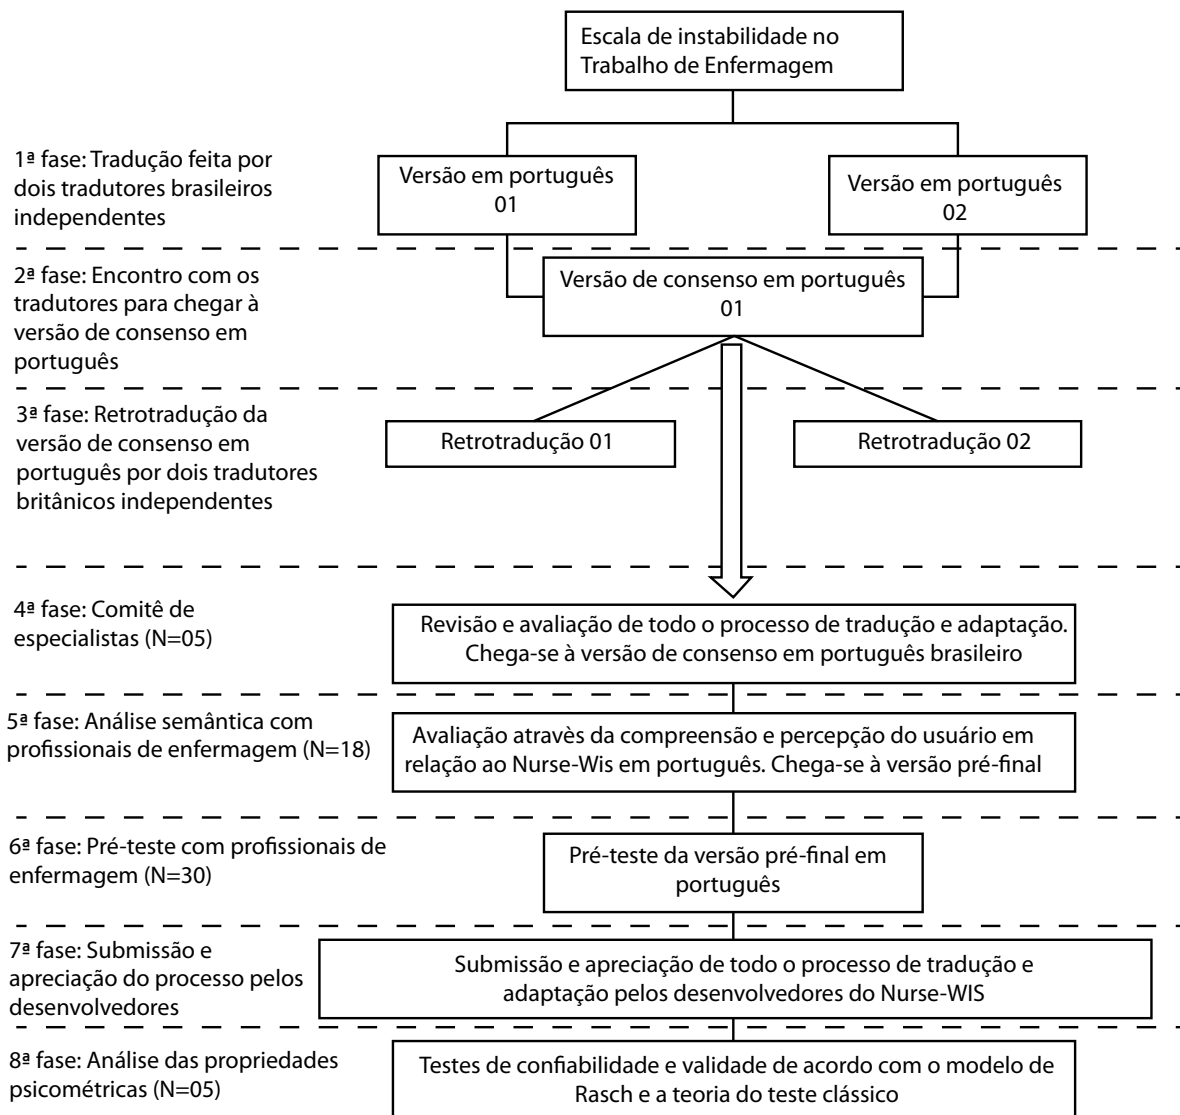 Escala de instabilidade no
Trabalho de Enfermagem
1ª fase: Tradução feita por
dois tradutores brasileiros
independentes
Versão em português
01
Versão em português
02
2ª fase: Encontro com os
tradutores para chegar à
versão de consenso em
português
Versão de consenso em português
01
3ª fase: Retrotradução da
versão de consenso em
português por dois tradutores
britânicos independentes
Retrotradução 01
Retrotradução 02
4ª fase: Comitê de
especialistas (N=05)
Revisão e avaliação de todo o processo de tradução e adaptação.
Chega-se à versão de consenso em português brasileiro
5ª fase: Análise semântica com
profissionais de enfermagem (N=18)
Avaliação atravès da compreensão e percepção do usuário em
relação ao Nurse-Wis em português. Chega-se à versão pré-final
6ª fase: Pré-teste com profissionais de
enfermagem (N=30)
Pré-teste da versão pré-final em
português
7ª fase: Submissão e
apreciação do processo pelos
desenvolvedores
Submissão e apreciação de todo o processo de tradução e
adaptação pelos desenvolvedores do Nurse-WIS
8ª fase: Análise das propriedades
psicométricas (N=05)
Testes de confiabilidade e validade de acordo com o modelo de
Rasch e a teoria do teste clássico